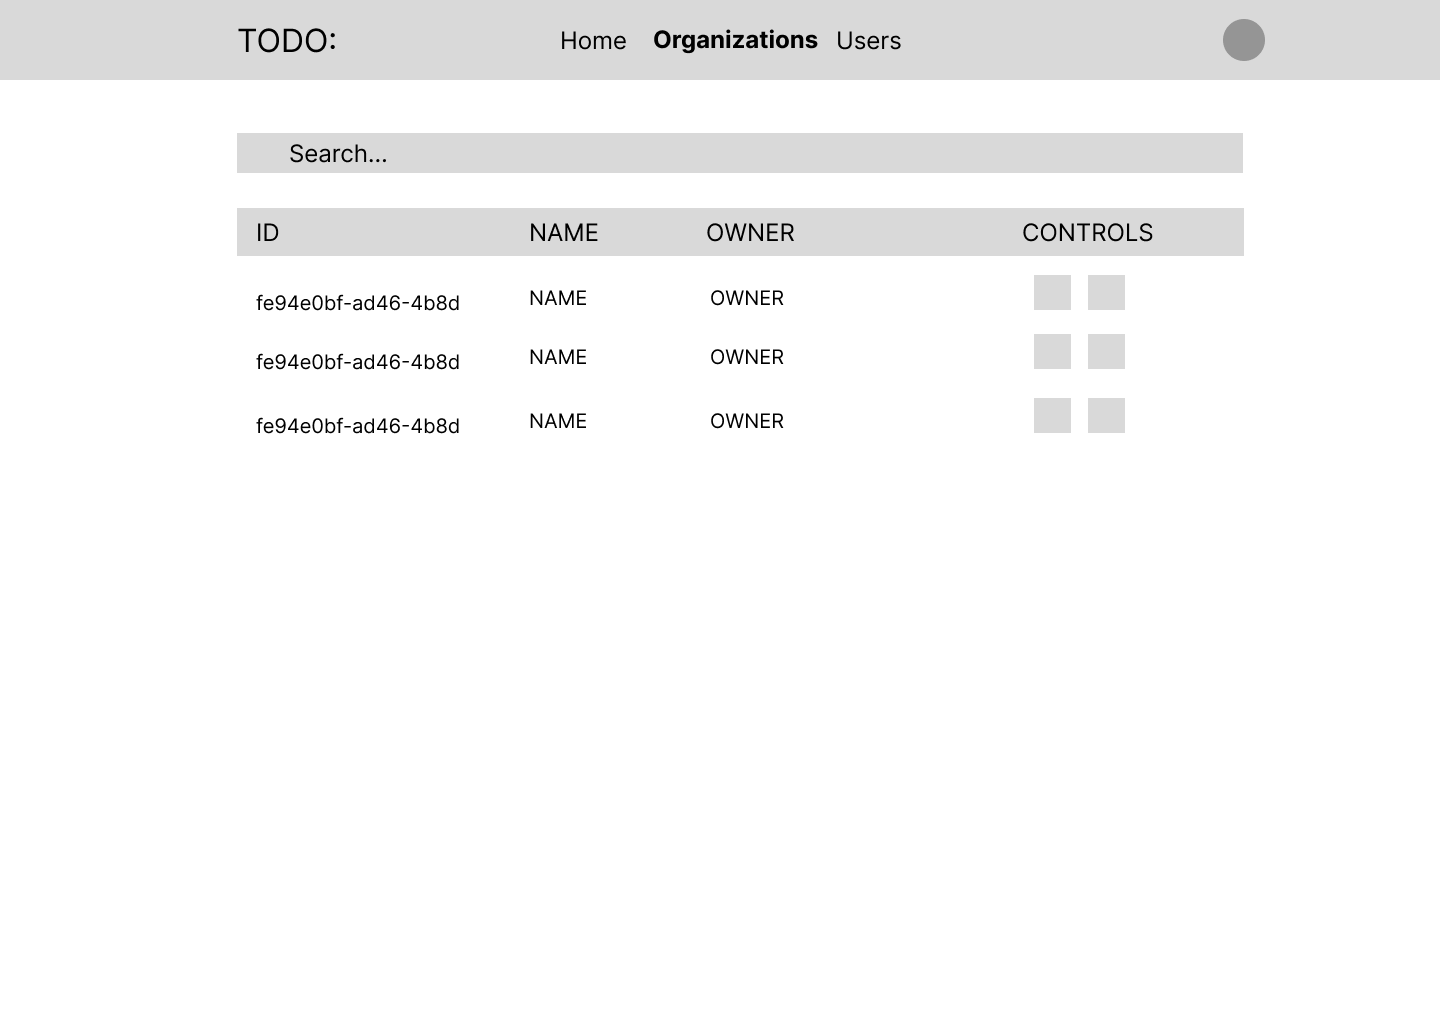 TODO: Home Organizations Users
Search...
ID NAME OWNER CONTROLS
fe94e0bf-ad46-4b8d NAME OWNER
fe94e0bf-ad46-4b8d NAME OWNER
fe94e0bf-ad46-4b8d NAME OWNER